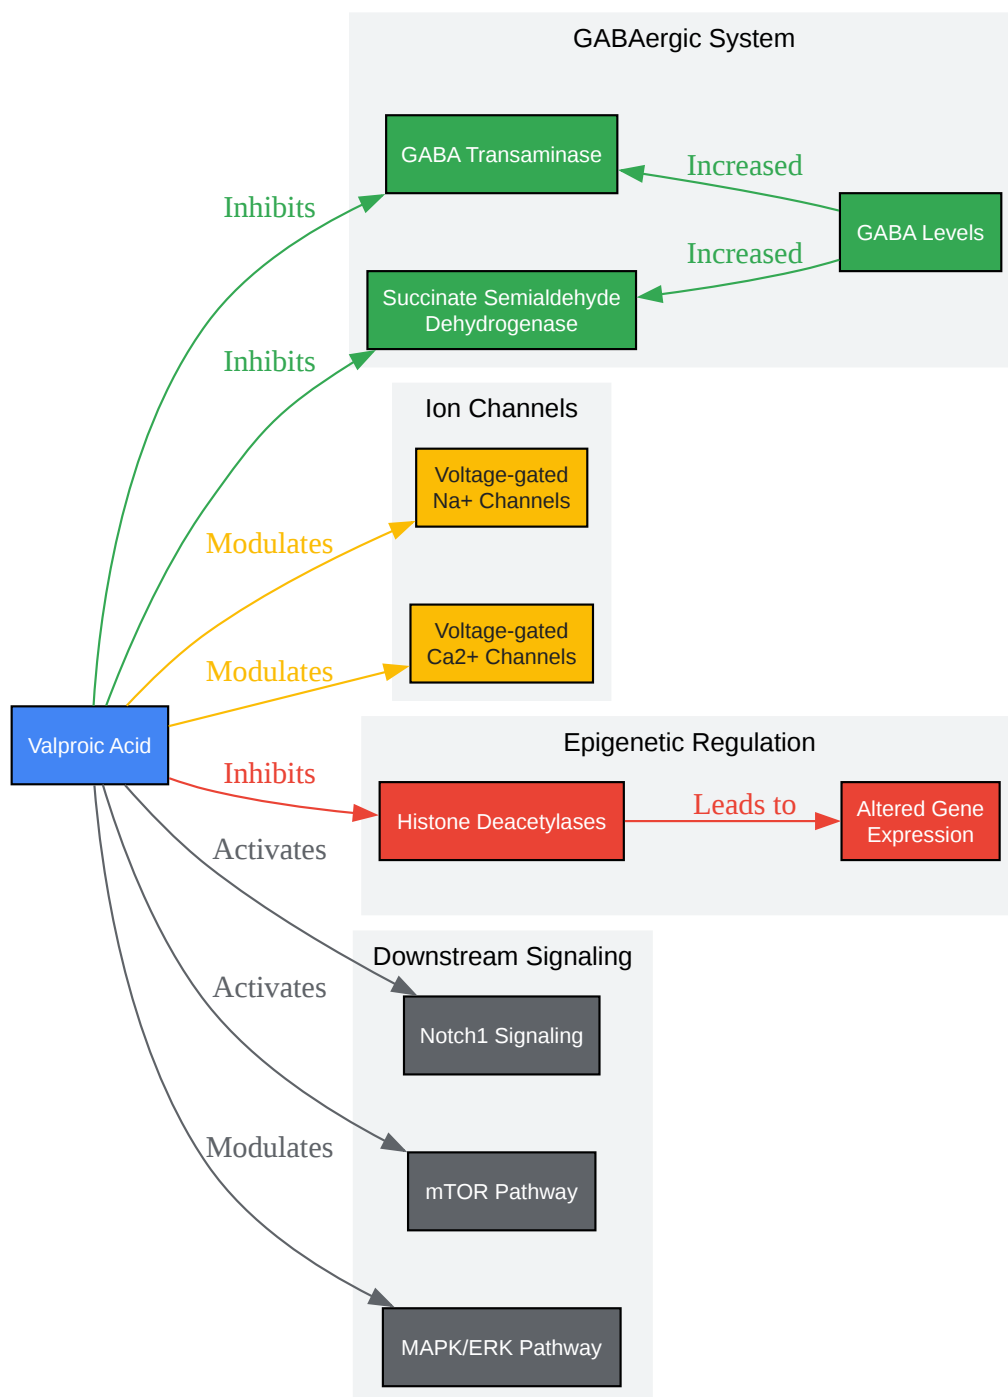 GABAergic System
GABA Transaminase
Increased
Inhibits
GABA Levels
Increased
Succinate Semialdehyde
Dehydrogenase
Inhibits
Ion Channels
Voltage-gated
Na+ Channels
Modulates
Voltage-gated
Ca2+ Channels
Modulates
Valproic Acid
Epigenetic Regulation
Inhibits
Histone Deacetylases
Leads to
Altered Gene
Expression
Activates
Downstream Signaling
Activates
Notch1 Signaling
Modulates
mTOR Pathway
MAPK/ERK Pathway